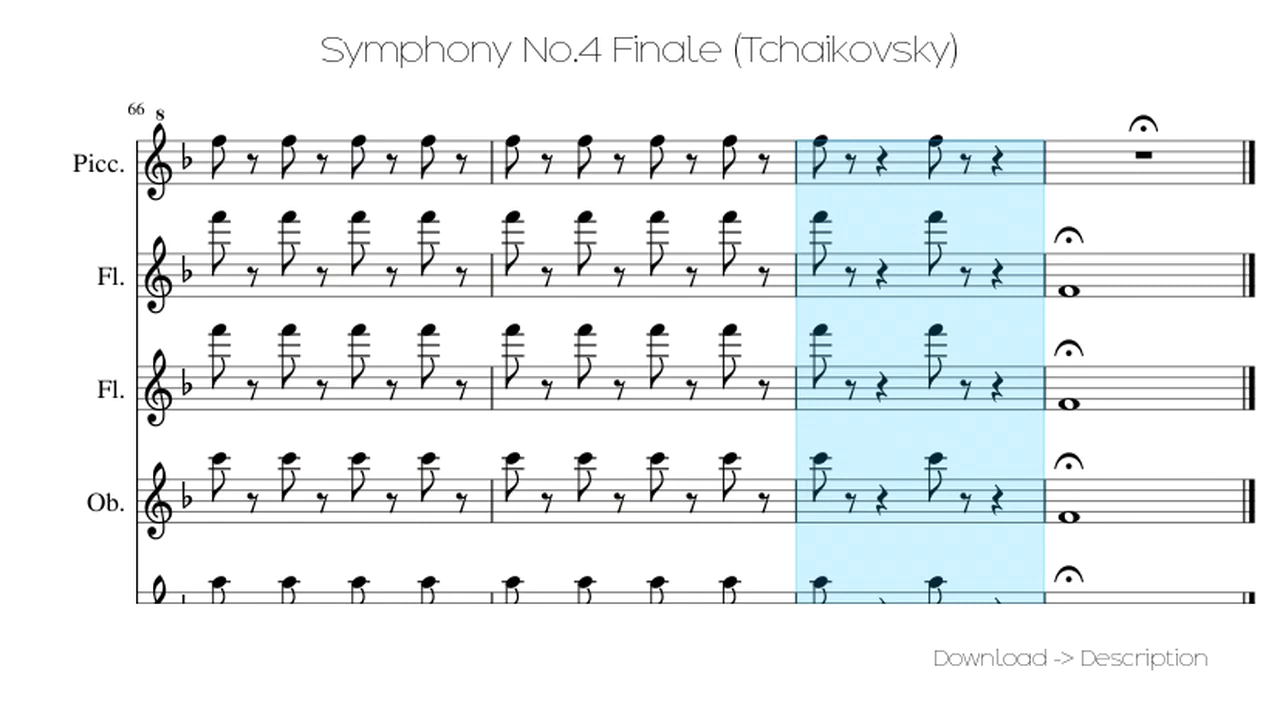 Symphony No.4 Finale (Tchaikovsky)
66
8
Picc.
Fl.
Fl.
Ob.
Download -> Description